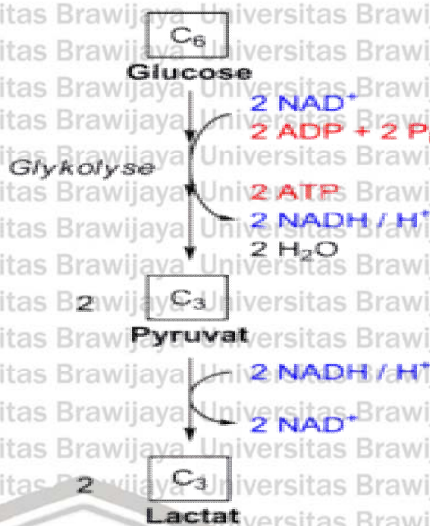 C₆
Glucose
2 NAD⁺
2 ADP + 2 P
Glykolyse
2 ATP
2 NADH / H⁺
2 H₂O
2 C₃
Pyruvat
2 NADH / H⁺
2 NAD⁺
2 C₃
Lactat